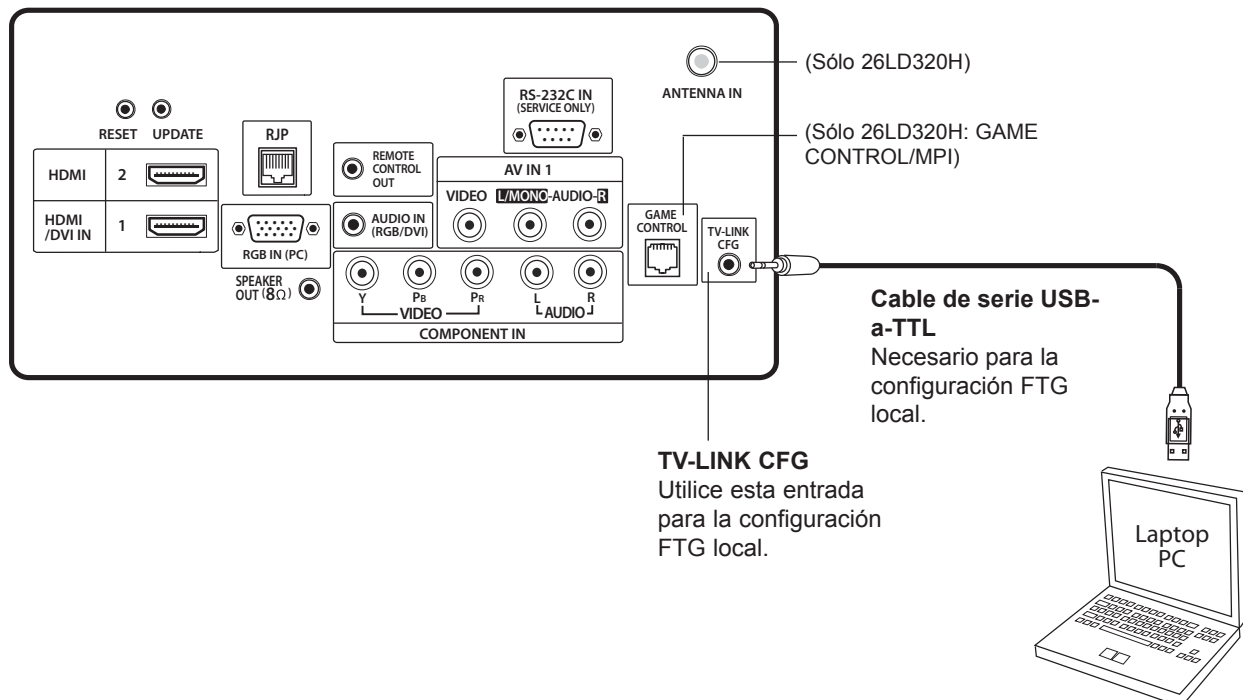 (Sólo 26LD320H)
ANTENNA IN
RS-232C IN
(SERVICE ONLY)
(Sólo 26LD320H: GAME
CONTROL/MPI)
RESET UPDATE
RJP
REMOTE
CONTROL
OUT
AV IN 1
HDMI 2
VIDEO L/MONO-AUDIO-R
HDMI
/DVI IN 1
AUDIO IN
(RGB/DVI)
GAME
CONTROL
TV-LINK
CFG
RGB IN (PC)
SPEAKER
OUT (8Ω)
Y PB PR L R
VIDEO AUDIO
COMPONENT IN
Cable de serie USB-
a-TTL
Necesario para la
configuración FTG
local.
TV-LINK CFG
Utilice esta entrada
para la configuración
FTG local.
Laptop
PC